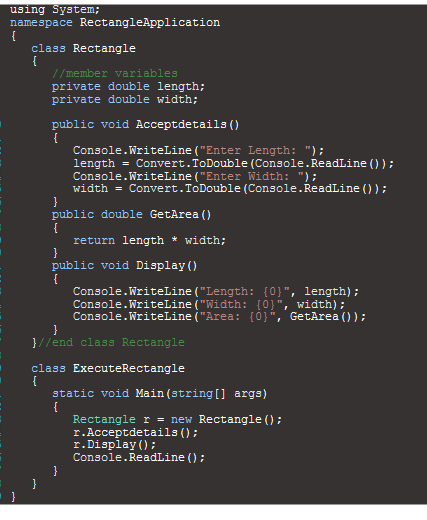 using System;
namespace RectangleApplication
{
class Rectangle
{
//member variables
private double length;
private double width;
public void Acceptdetails()
{
Console.WriteLine("Enter Length: ");
length = Convert.ToDouble(Console.ReadLine());
Console.WriteLine("Enter Width: ");
width = Convert.ToDouble(Console.ReadLine());
}
public double GetArea()
{
return length * width;
}
public void Display()
{
Console.WriteLine("Length: {0}", length);
Console.WriteLine("Width: {0}", width);
Console.WriteLine("Area: {0}", GetArea());
}
}//end class Rectangle
class ExecuteRectangle
{
static void Main(string[] args)
{
Rectangle r = new Rectangle();
r.Acceptdetails();
r.Display();
Console.ReadLine();
}
}
}